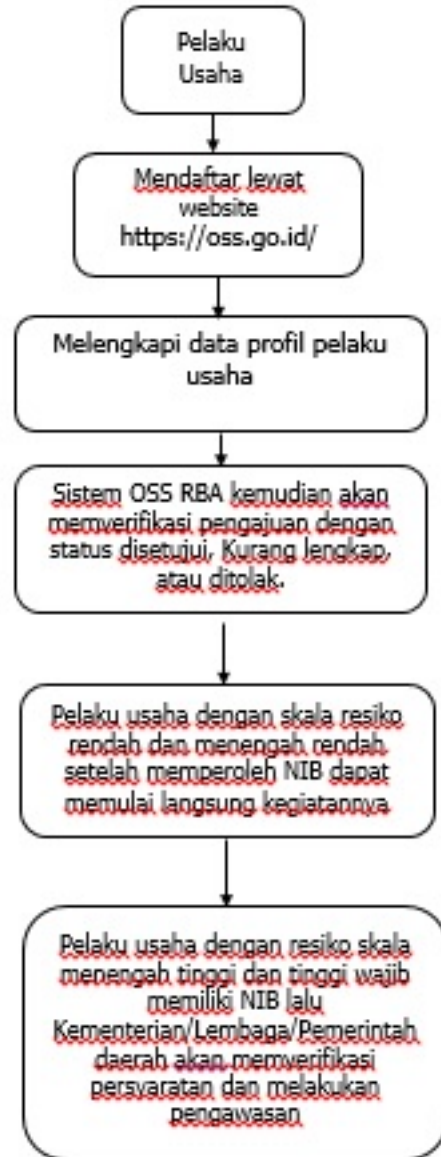 Pelaku
Usaha
Mendaftar lewat
website
https://oss.go.id/
Melengkapi data profil pelaku
usaha
Sistem OSS RBA kemudian akan
memverifikasi pengajuan dengan
status disetujui, Kurang lengkap,
atau ditolak.
Pelaku usaha dengan skala resiko
rendah dan menengah rendah
setelah memperoleh NIB dapat
memulai langsung kegiatannya
Pelaku usaha dengan resiko skala
menengah tinggi dan tinggi wajib
memiliki NIB lalu
Kementerian/Lembaga/Pemerintah
daerah akan memverifikasi
persyaratan dan melakukan
pengawasan